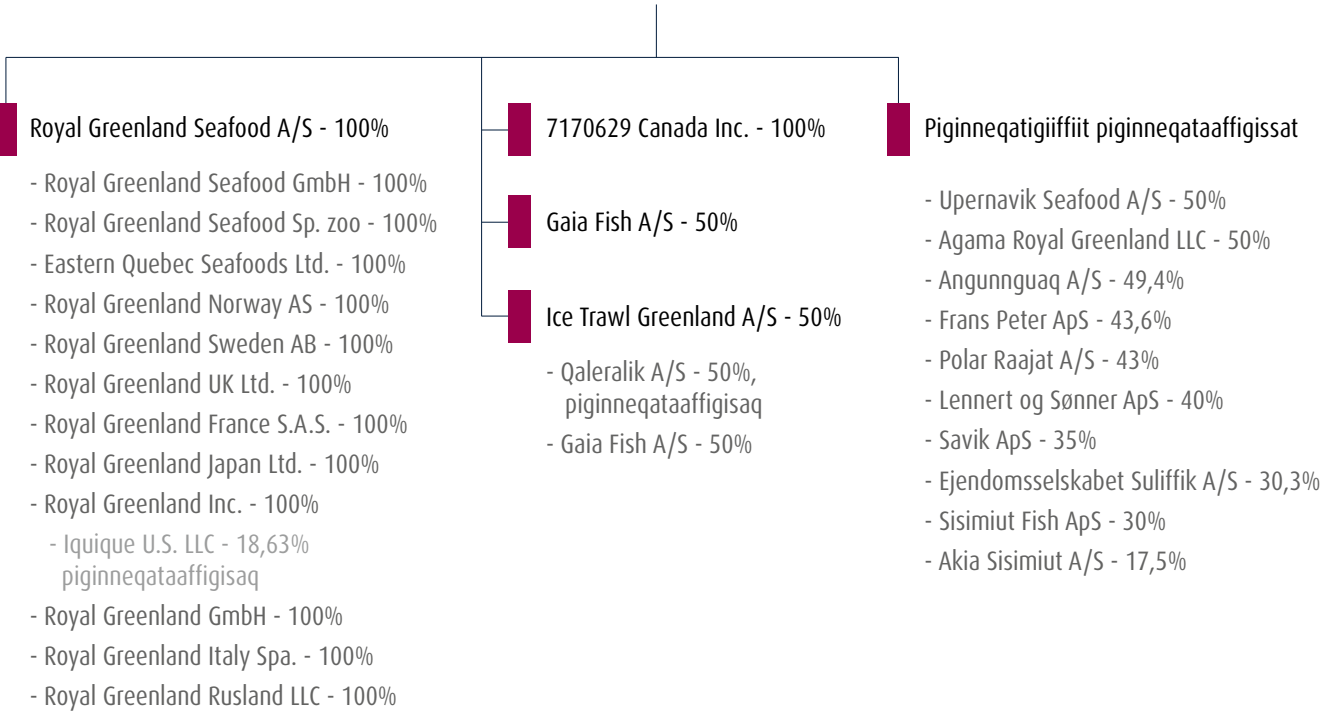 Royal Greenland Seafood A/S - 100%
- Royal Greenland Seafood GmbH - 100%
- Royal Greenland Seafood Sp. zoo - 100%
- Eastern Quebec Seafoods Ltd. - 100%
- Royal Greenland Norway AS - 100%
- Royal Greenland Sweden AB - 100%
- Royal Greenland UK Ltd. - 100%
- Royal Greenland France S.A.S. - 100%
- Royal Greenland Japan Ltd. - 100%
- Royal Greenland Inc. - 100%
- Iquique U.S. LLC - 18,63%
piginneqataaffigisaq
- Royal Greenland GmbH - 100%
- Royal Greenland Italy Spa. - 100%
- Royal Greenland Rusland LLC - 100%
7170629 Canada Inc. - 100%
Gaia Fish A/S - 50%
Ice Trawl Greenland A/S - 50%
- Qaleralik A/S - 50%,
piginneqataaffigisaq
- Gaia Fish A/S - 50%
Piginneqatigiiffiit piginneqataaffigissat
- Upernavik Seafood A/S - 50%
- Agama Royal Greenland LLC - 50%
- Angunnguaq A/S - 49,4%
- Frans Peter ApS - 43,6%
- Polar Raajat A/S - 43%
- Lennert og Sønner ApS - 40%
- Savik ApS - 35%
- Ejendomsselskabet Suliffik A/S - 30,3%
- Sisimiut Fish ApS - 30%
- Akia Sisimiut A/S - 17,5%